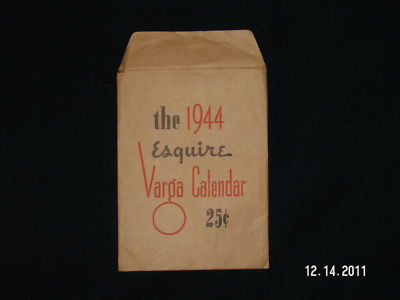 the 1944
Esquire
Varga Calendar
25¢
12.14.2011